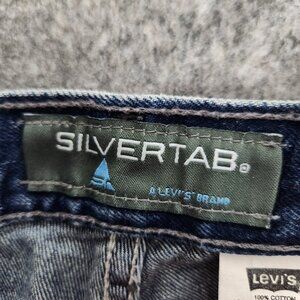 SILVERTAB®
A LEVI'S® BRAND
LEVI'S
100% COTTON